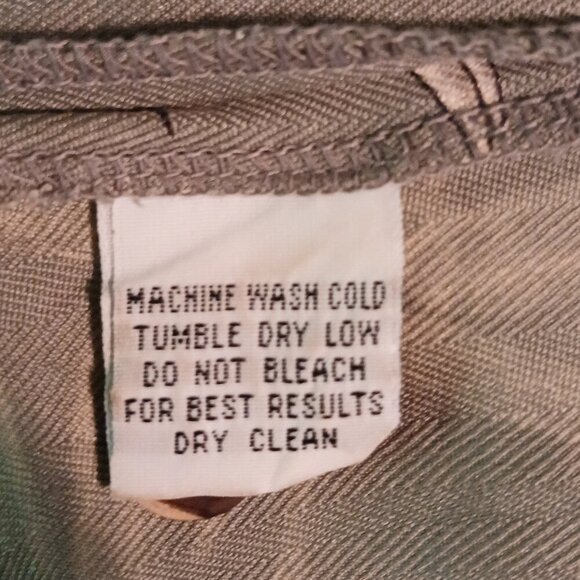 MACHINE WASH COLD
TUMBLE DRY LOW
DO NOT BLEACH
FOR BEST RESULTS
DRY CLEAN